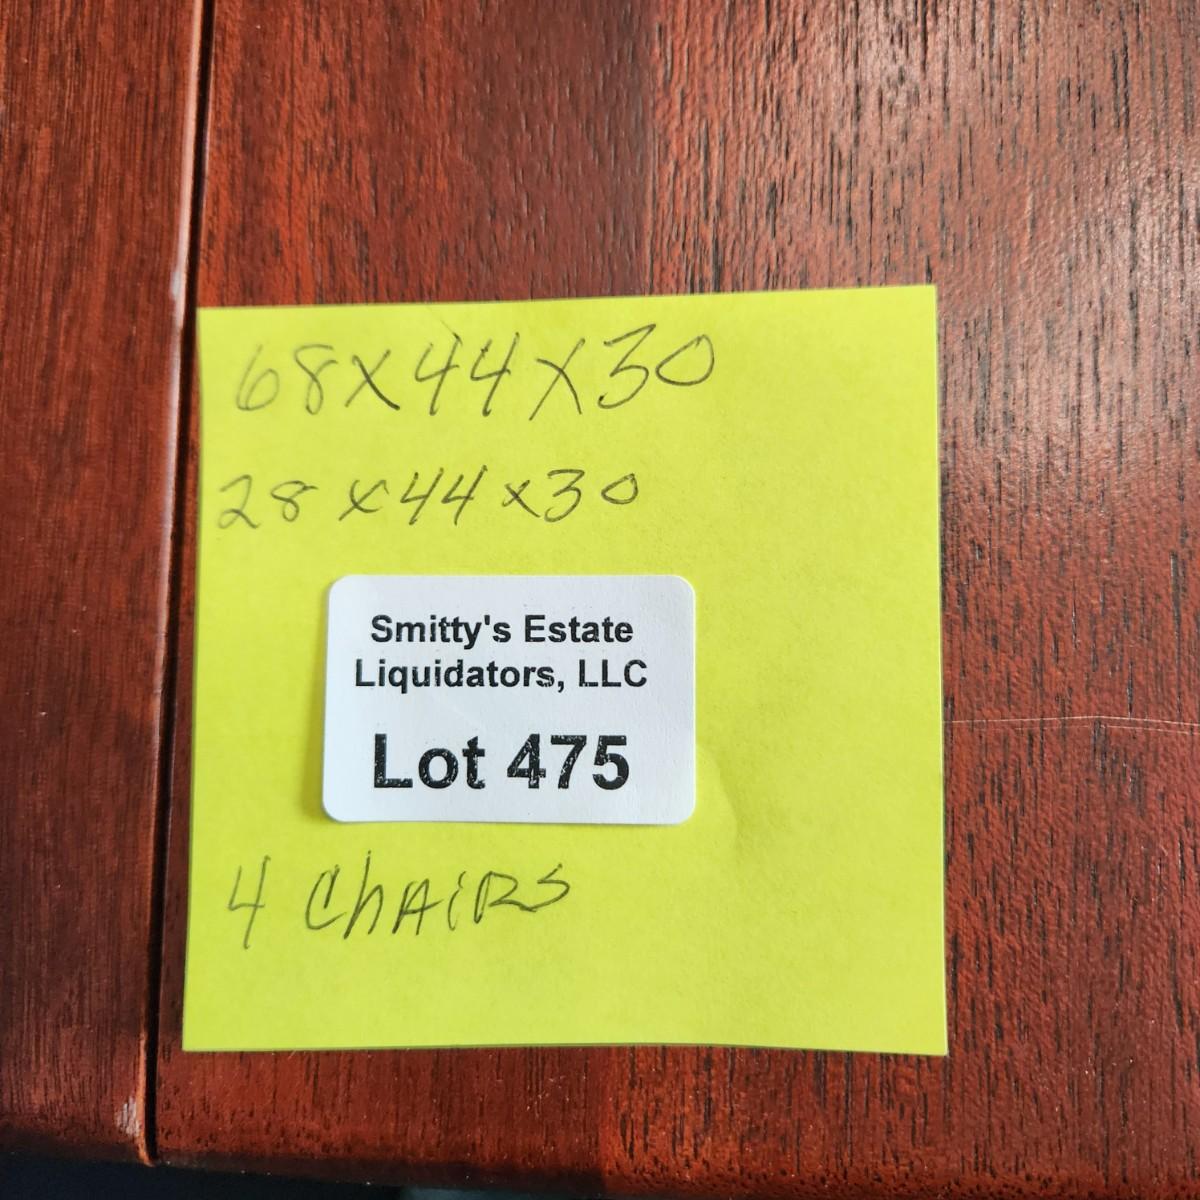 68x44x30
28x44x30
Smitty's Estate
Liquidators, LLC
Lot 475
4 ChAiRS